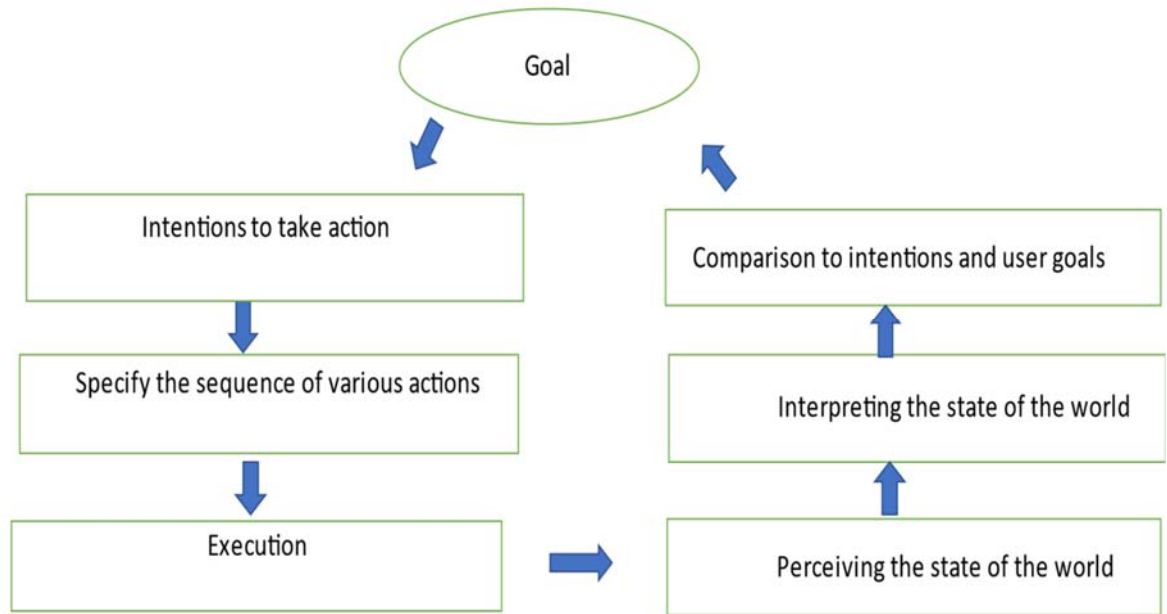 Goal
Intentions to take action
Specify the sequence of various actions
Execution
Perceiving the state of the world
Interpreting the state of the world
Comparison to intentions and user goals